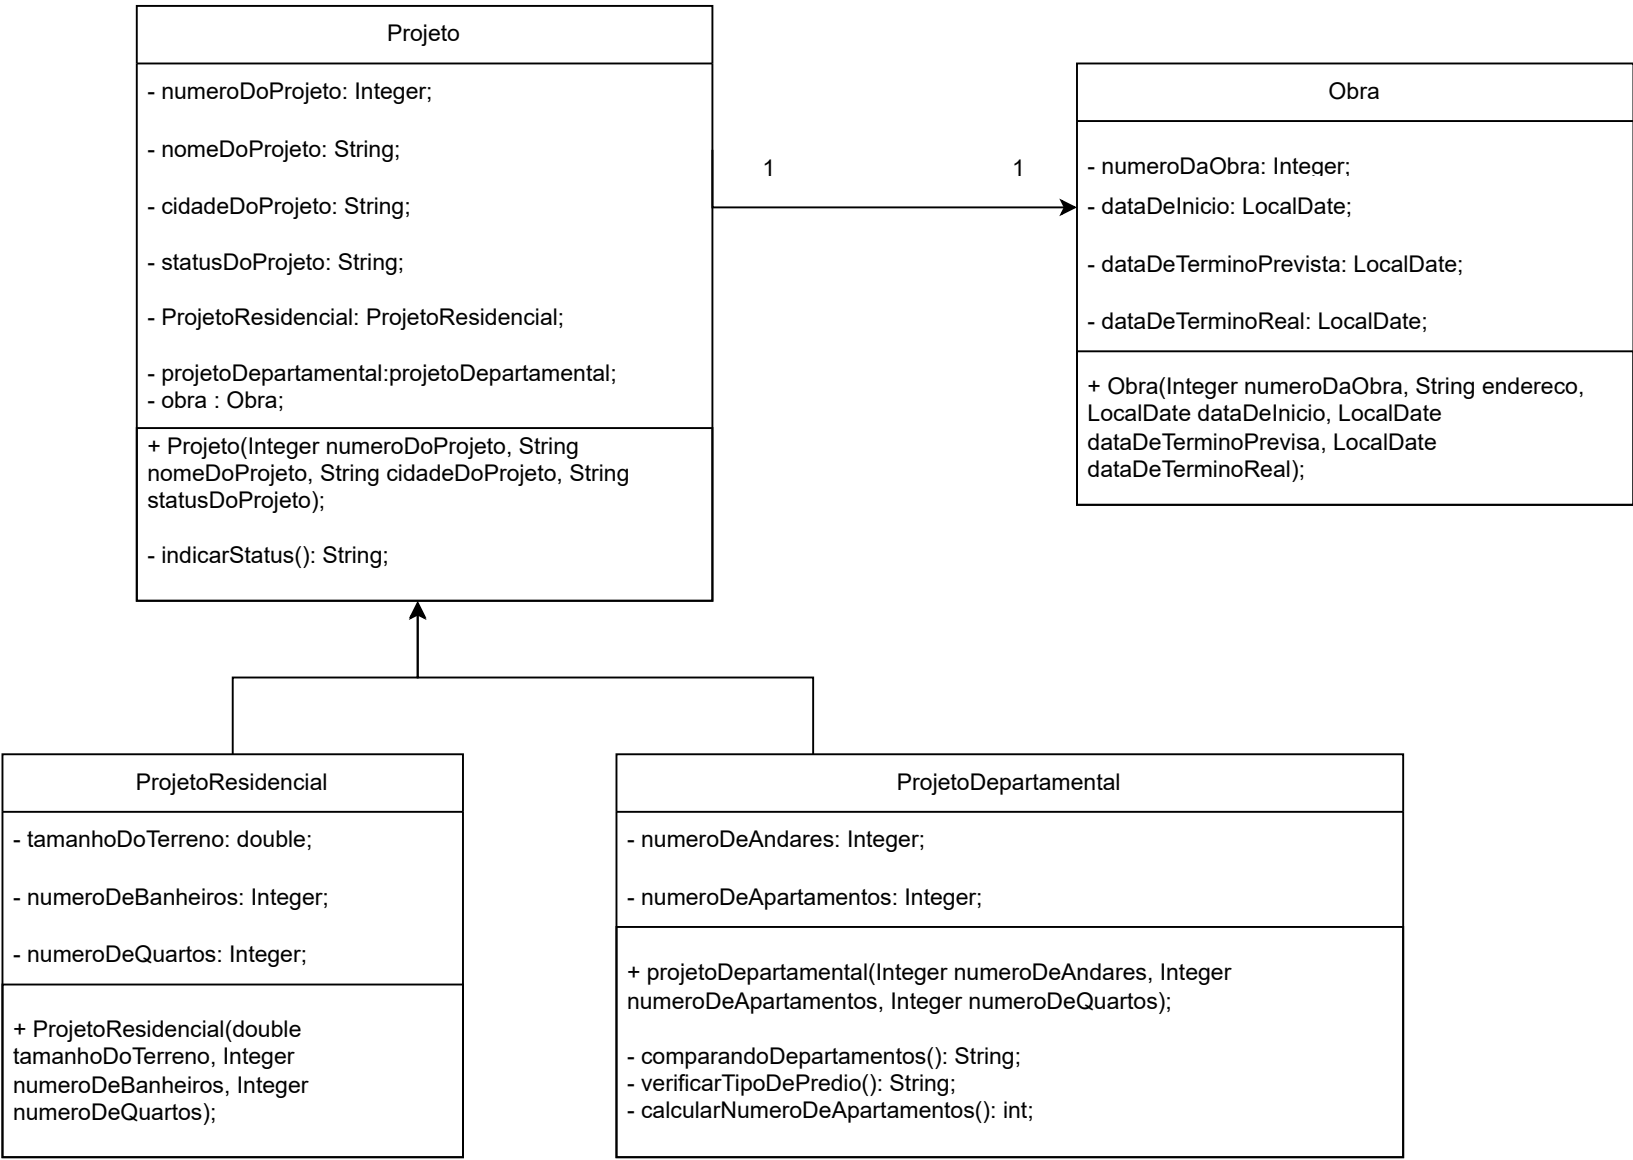 Projeto
- numeroDoProjeto: Integer;
- nomeDoProjeto: String;
- cidadeDoProjeto: String;
- statusDoProjeto: String;
- ProjetoResidencial: ProjetoResidencial;
- projetoDepartamental:projetoDepartamental;
- obra : Obra;
+ Projeto(Integer numeroDoProjeto, String
nomeDoProjeto, String cidadeDoProjeto, String
statusDoProjeto);
- indicarStatus(): String;
1
1
Obra
- numeroDaObra: Integer;
- dataDeInicio: LocalDate;
- dataDeTerminoPrevista: LocalDate;
- dataDeTerminoReal: LocalDate;
+ Obra(Integer numeroDaObra, String endereco,
LocalDate dataDeInicio, LocalDate
dataDeTerminoPrevisa, LocalDate
dataDeTerminoReal);
ProjetoResidencial
- tamanhoDoTerreno: double;
- numeroDeBanheiros: Integer;
- numeroDeQuartos: Integer;
+ ProjetoResidencial(double
tamanhoDoTerreno, Integer
numeroDeBanheiros, Integer
numeroDeQuartos);
ProjetoDepartamental
- numeroDeAndares: Integer;
- numeroDeApartamentos: Integer;
+ projetoDepartamental(Integer numeroDeAndares, Integer
numeroDeApartamentos, Integer numeroDeQuartos);
- comparandoDepartamentos(): String;
- verificarTipoDePredio(): String;
- calcularNumeroDeApartamentos(): int;